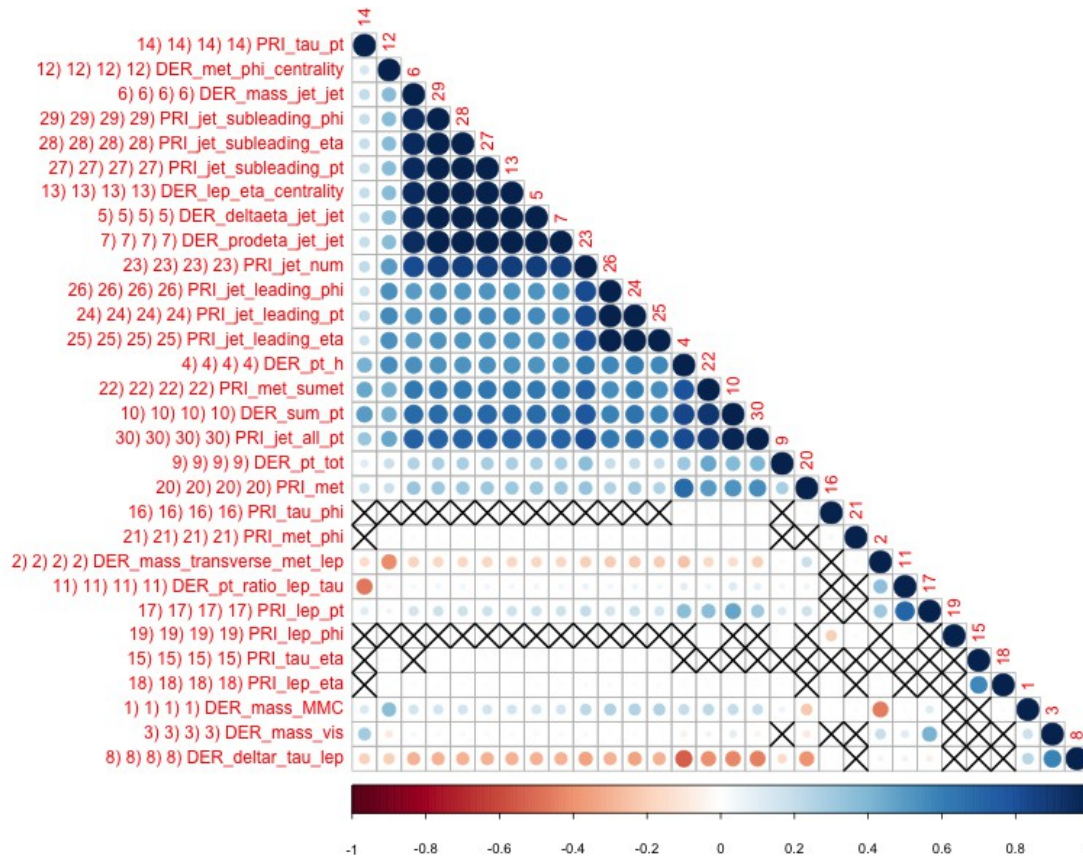 14
14) 14) 14) 14) PRI_tau_pt 12
12) 12) 12) 12) DER_met_phi_centrality 6
6) 6) 6) 6) DER_mass_jet_jet 29
29) 29) 29) 29) PRI_jet_subleading_phi 28
28) 28) 28) 28) PRI_jet_subleading_eta 27
27) 27) 27) 27) PRI_jet_subleading_pt 13
13) 13) 13) 13) DER_lep_eta_centrality 5
5) 5) 5) 5) DER_deltaeta_jet_jet 7
7) 7) 7) 7) DER_prodeta_jet_jet 23
23) 23) 23) 23) PRI_jet_num 26
26) 26) 26) 26) PRI_jet_leading_phi 24
24) 24) 24) 24) PRI_jet_leading_pt 25
25) 25) 25) 25) PRI_jet_leading_eta 4
4) 4) 4) 4) DER_pt_h 22
22) 22) 22) 22) PRI_met_sumet 10
10) 10) 10) 10) DER_sum_pt 30
30) 30) 30) 30) PRI_jet_all_pt 9
9) 9) 9) 9) DER_pt_tot 20
20) 20) 20) 20) PRI_met 16
16) 16) 16) 16) PRI_tau_phi 21
21) 21) 21) 21) PRI_met_phi 2
2) 2) 2) 2) DER_mass_transverse_met_lep 11
11) 11) 11) 11) DER_pt_ratio_lep_tau 17
17) 17) 17) 17) PRI_lep_pt 19
19) 19) 19) 19) PRI_lep_phi 15
15) 15) 15) 15) PRI_tau_eta 18
18) 18) 18) 18) PRI_lep_eta 1
1) 1) 1) 1) DER_mass_MMC 3
3) 3) 3) 3) DER_mass_vis 8
8) 8) 8) 8) DER_deltar_tau_lep
-1 -0.8 -0.6 -0.4 -0.2 0 0.2 0.4 0.6 0.8